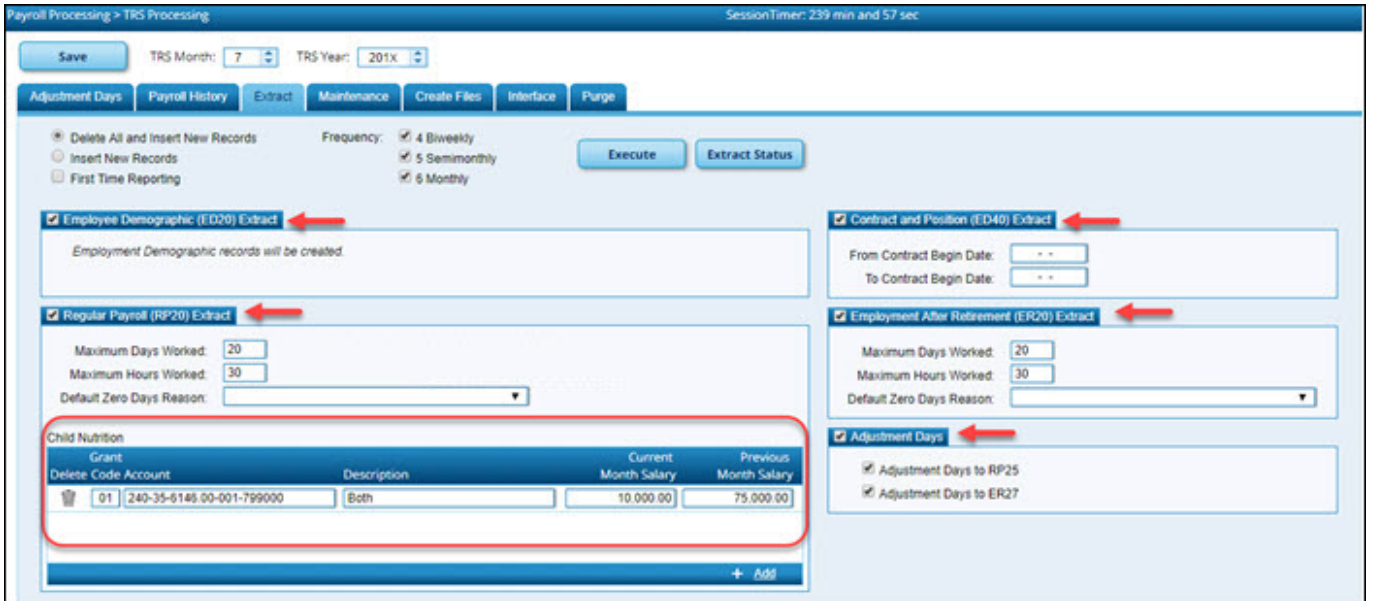 Payroll Processing > TRS Processing SessionTimer: 239 min and 57 sec
Save TRS Month: 7 TRS Year: 201X
Adjustment Days Payroll History Extract Maintenance Create Files Interface Purge
Delete All and Insert New Records Frequency: 4 Biweekly
Insert New Records 5 Semimonthly Execute Extract Status
First Time Reporting 6 Monthly
Employee Demographic (ED20) Extract Contract and Position (ED40) Extract
Employment Demographic records will be created. From Contract Begin Date: - -
To Contract Begin Date: - -
Regular Payroll (RP20) Extract Employment After Retirement (ER20) Extract
Maximum Days Worked: 20 Maximum Days Worked: 20
Maximum Hours Worked: 30 Maximum Hours Worked: 30
Default Zero Days Reason: Default Zero Days Reason:
Child Nutrition Adjustment Days
Grant Current Previous
Delete Code Account Description Month Salary Month Salary
01 240-35-6146.00-001-799000 Both 10,000.00 75,000.00
Adjustment Days to RP25
Adjustment Days to ER27
+ Add